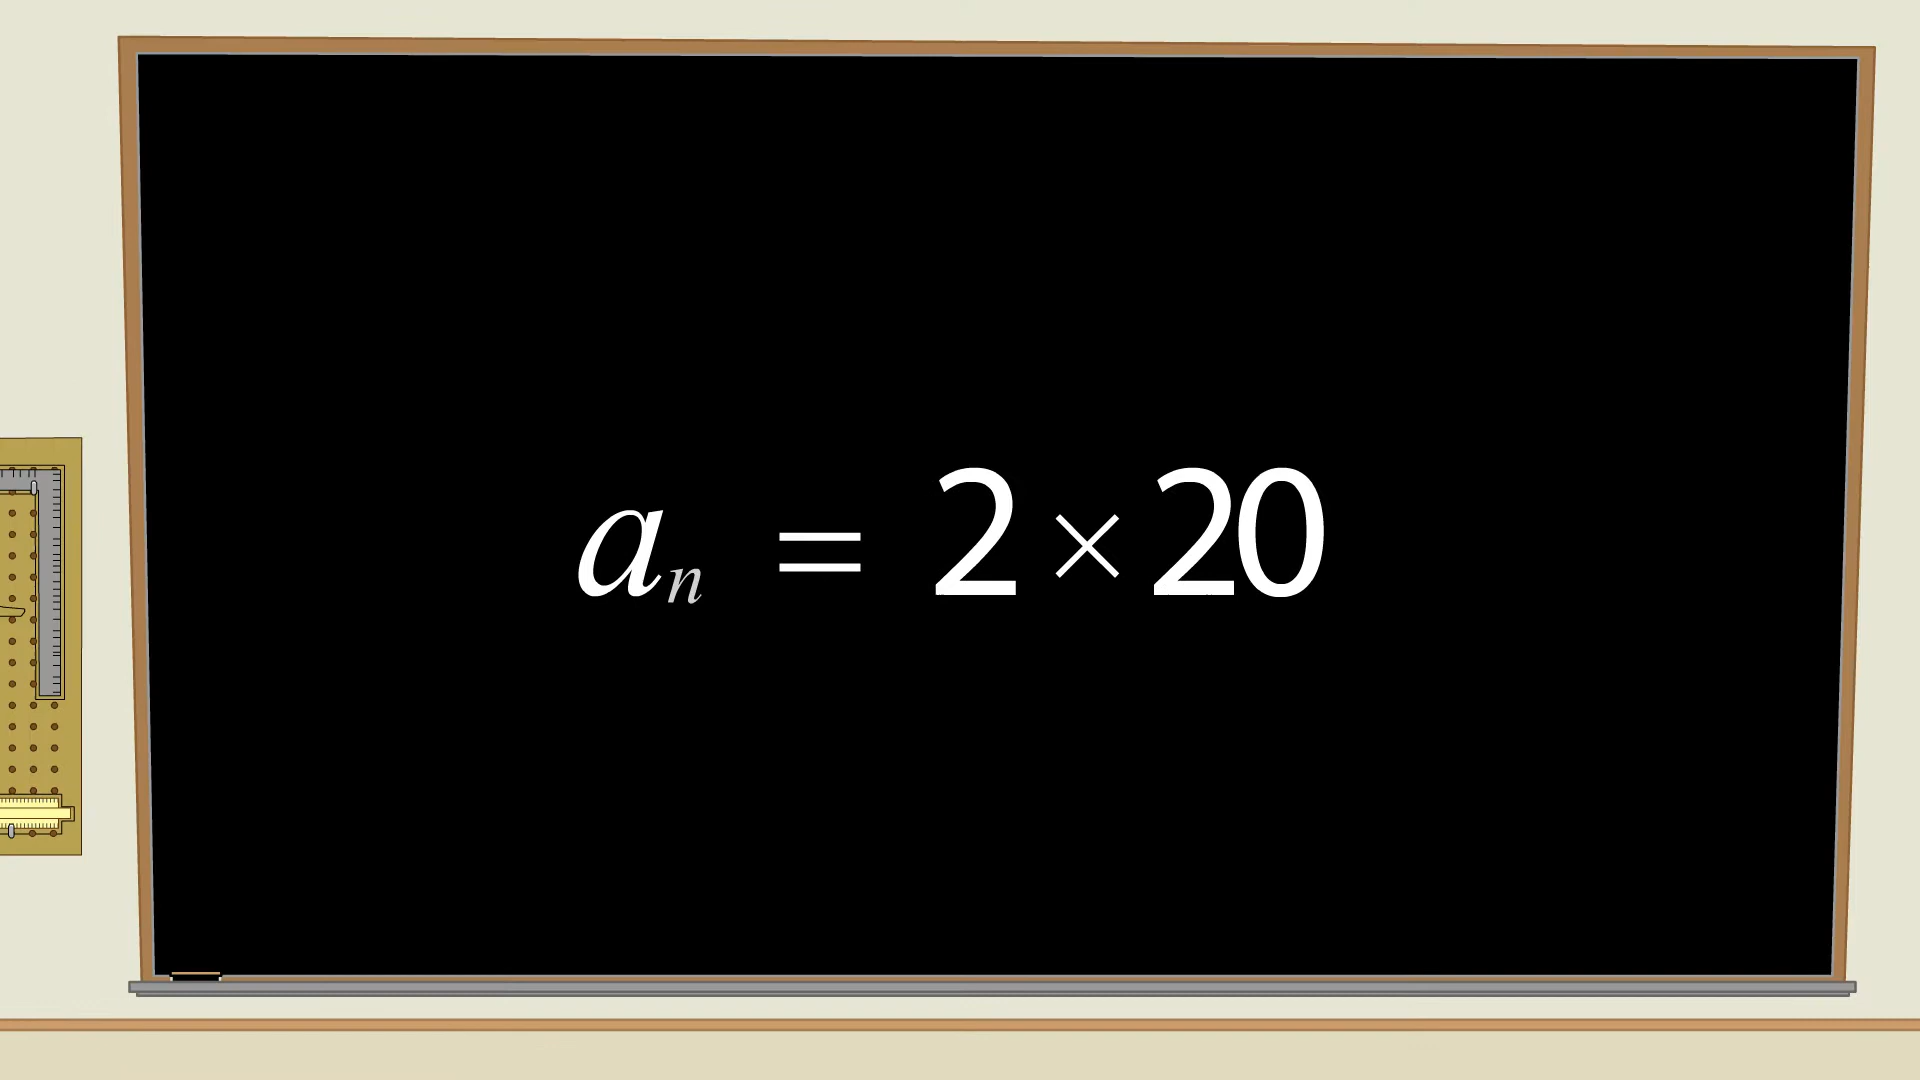 aₙ = 2 × 20